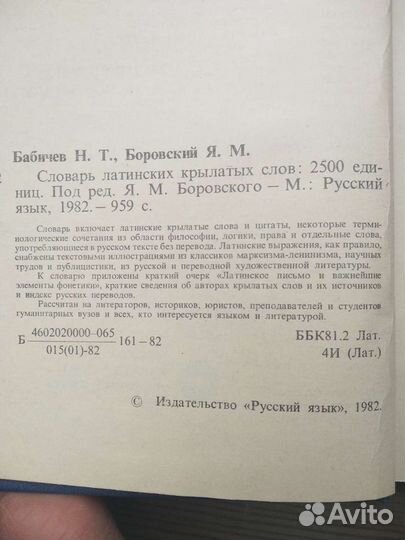 Бабичев Н. Т., Боровский Я. М.
Словарь латинских крылатых слов: 2500 еди-
ниц. Под ред. Я. М. Боровского — М.: Русский
язык, 1982. — 959 с.
Словарь включает латинские крылатые слова и цитаты, некоторые терми-
нологические сочетания из области философии, логики, права и отдельные слова,
употребляющиеся в русском тексте без перевода. Латинские выражения, как правило,
снабжены текстовыми иллюстрациями из классиков марксизма-ленинизма, научных
трудов и публицистики, из русской и переводной художественной литературы.
К словарю приложены краткий очерк «Латинское письмо и важнейшие
элементы фонетики», краткие сведения об авторах крылатых слов и их источников
и индекс русских переводов.
Рассчитан на литераторов, историков, юристов, преподавателей и студентов
гуманитарных вузов и всех, кто интересуется языком и литературой.
Б 4602020000—065 161—82 ББК81.2 Лат.
015(01)-82 4И (Лат.)
© Издательство «Русский язык», 1982.
Avito